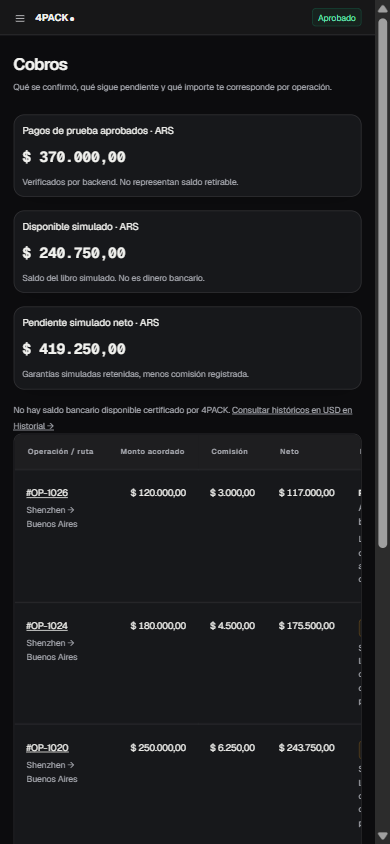 4PACK
Aprobado
Cobros
Qué se confirmó, qué sigue pendiente y qué importe te corresponde por operación.
Pagos de prueba aprobados · ARS
$ 370.000,00
Verificados por backend. No representan saldo retirable.
Disponible simulado · ARS
$ 240.750,00
Saldo del libro simulado. No es dinero bancario.
Pendiente simulado neto · ARS
$ 419.250,00
Garantías simuladas retenidas, menos comisión registrada.
No hay saldo bancario disponible certificado por 4PACK. Consultar históricos en USD en
Historial →
Operación / ruta Monto acordado Comisión Neto
#OP-1026 $ 120.000,00 $ 3.000,00 $ 117.000,00
Shenzhen →
Buenos Aires
#OP-1024 $ 180.000,00 $ 4.500,00 $ 175.500,00
Shenzhen →
Buenos Aires
#OP-1020 $ 250.000,00 $ 6.250,00 $ 243.750,00
Shenzhen →
Buenos Aires